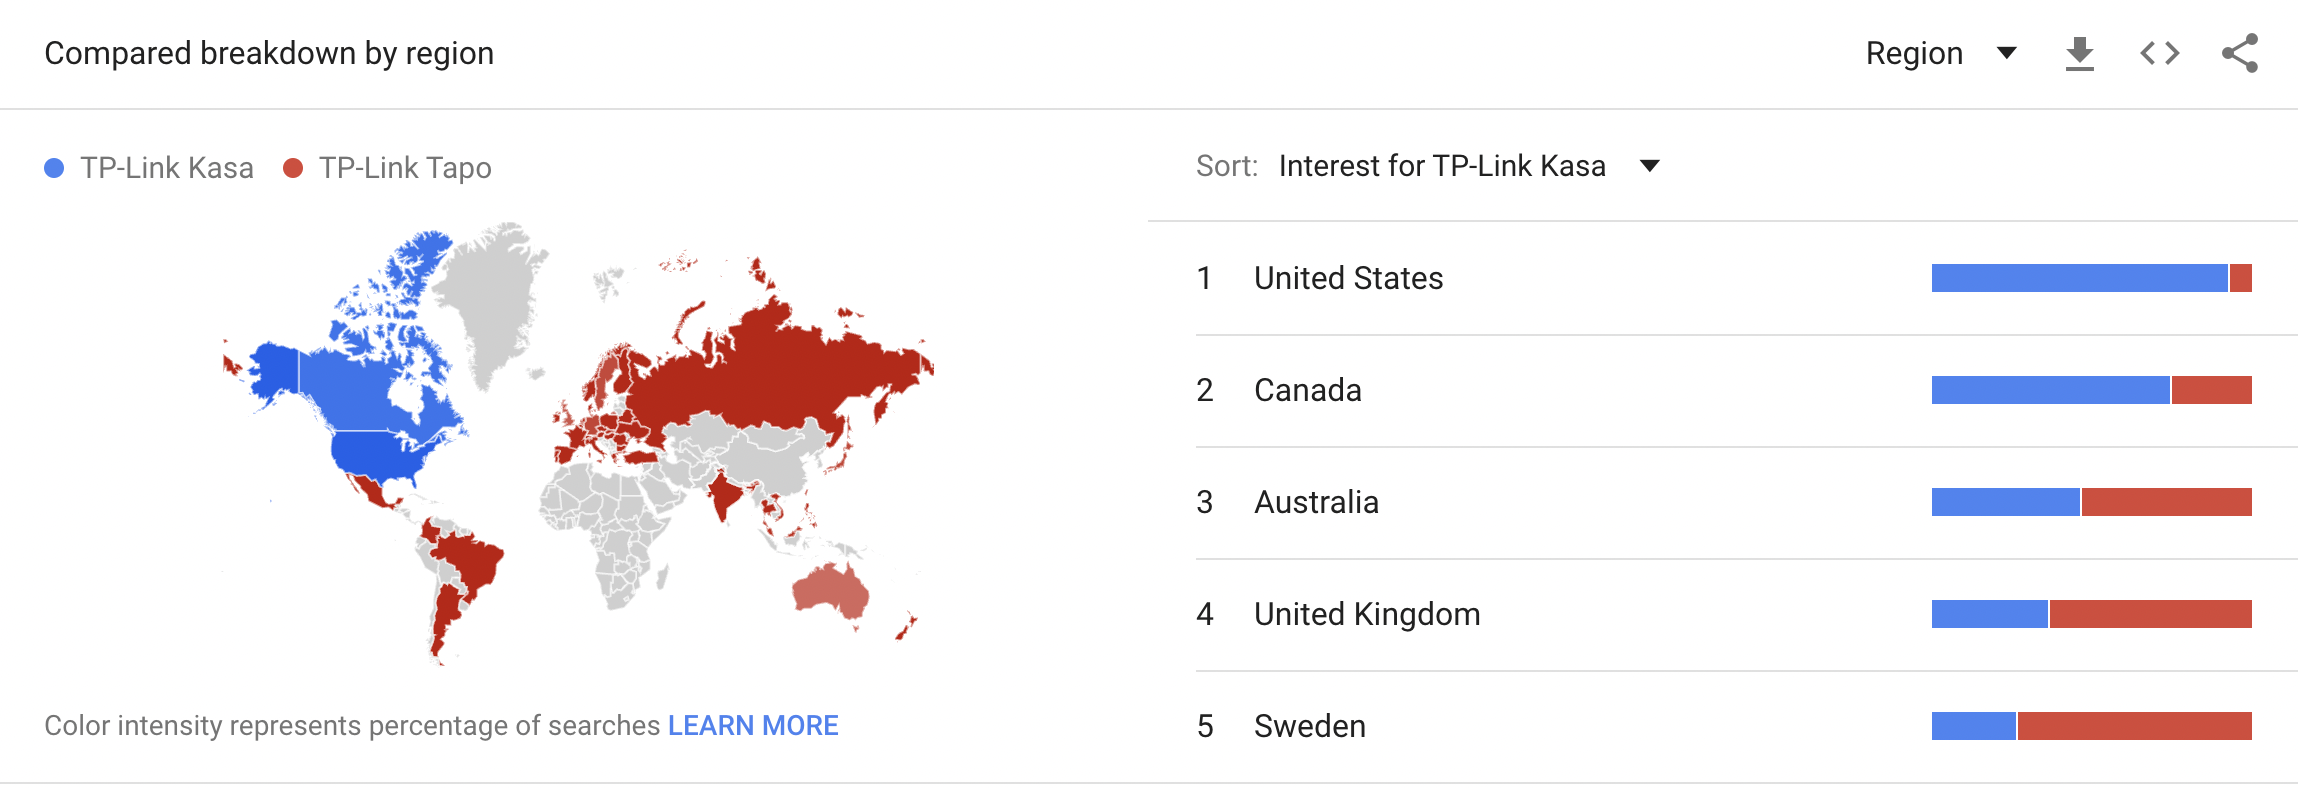 Compared breakdown by region
Region
TP-Link Kasa TP-Link Tapo
Sort: Interest for TP-Link Kasa
1 United States
2 Canada
3 Australia
4 United Kingdom
5 Sweden
Color intensity represents percentage of searches LEARN MORE